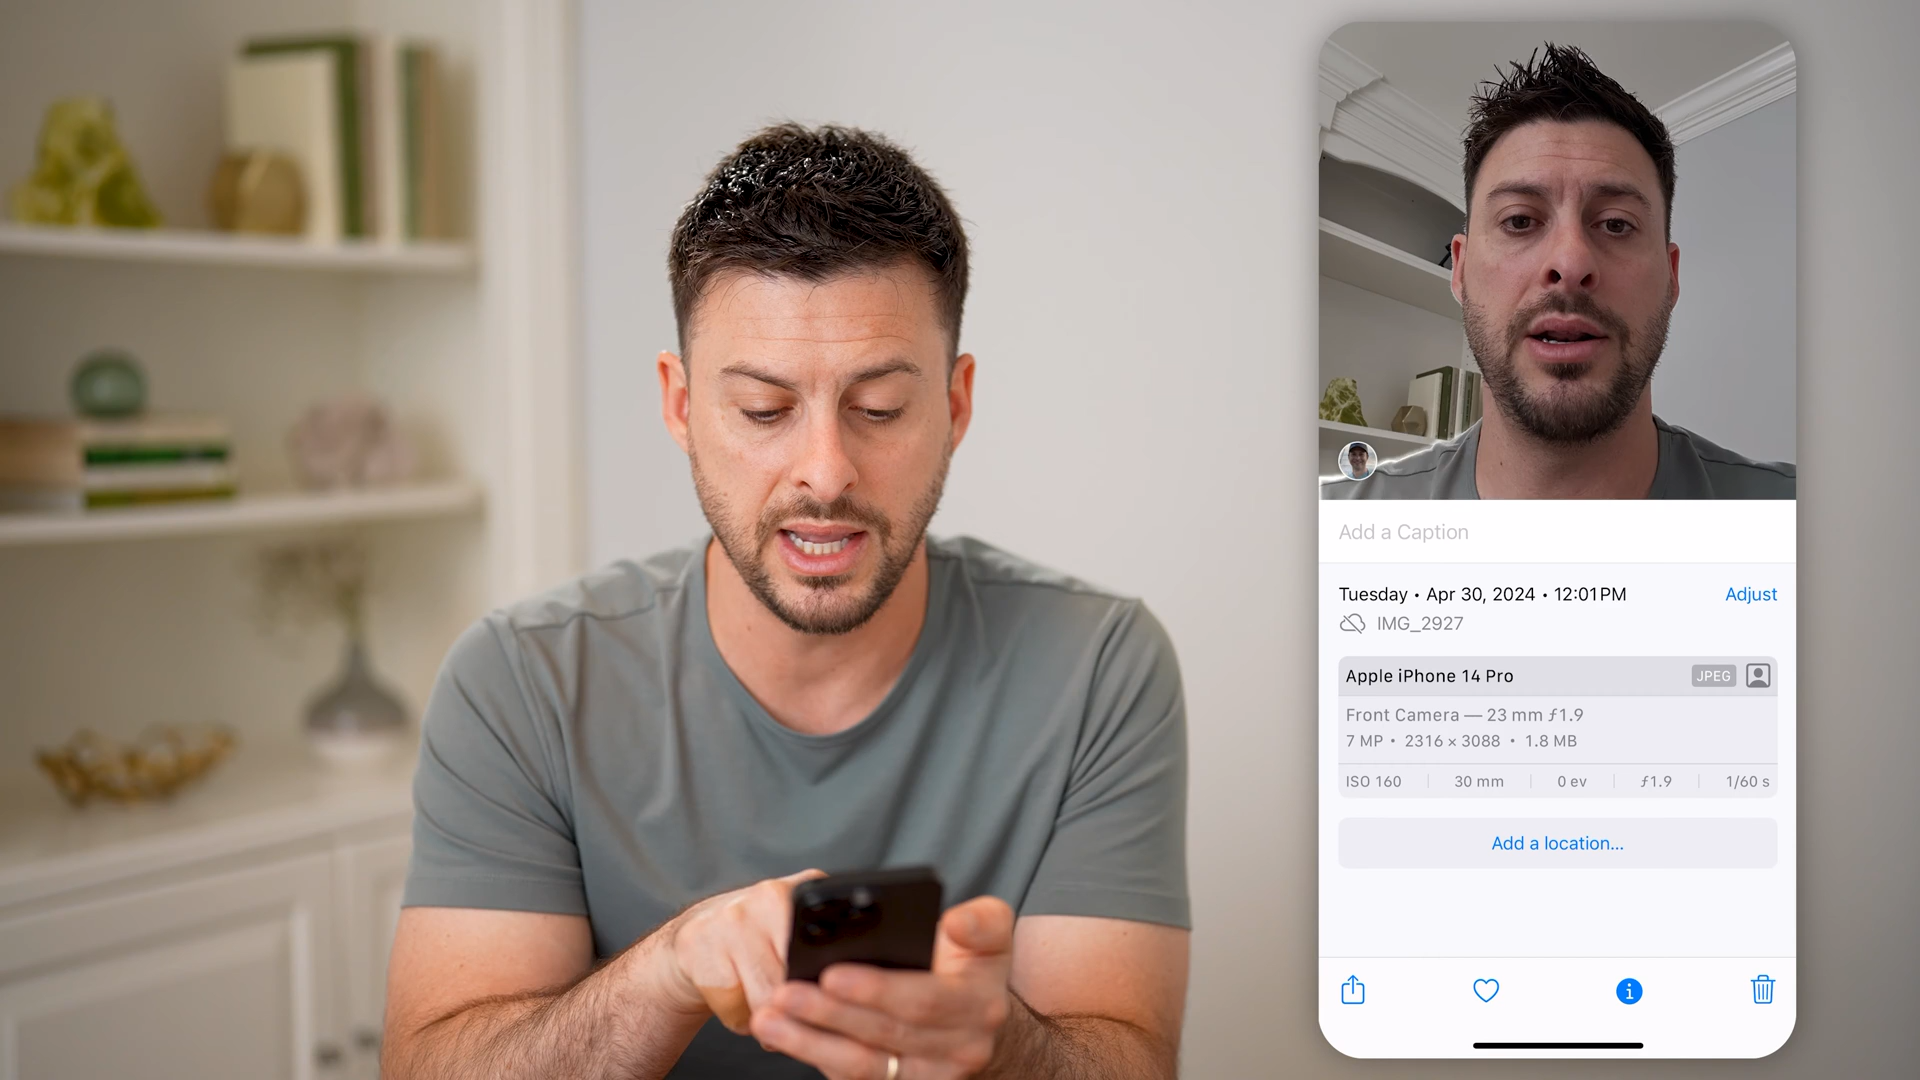 Add a Caption
Tuesday • Apr 30, 2024 • 12:01 PM
Adjust
IMG_2927
Apple iPhone 14 Pro
JPEG
Front Camera — 23 mm ƒ1.9
7 MP • 2316 × 3088 • 1.8 MB
ISO 160 | 30 mm | 0 ev | ƒ1.9 | 1/60 s
Add a location...